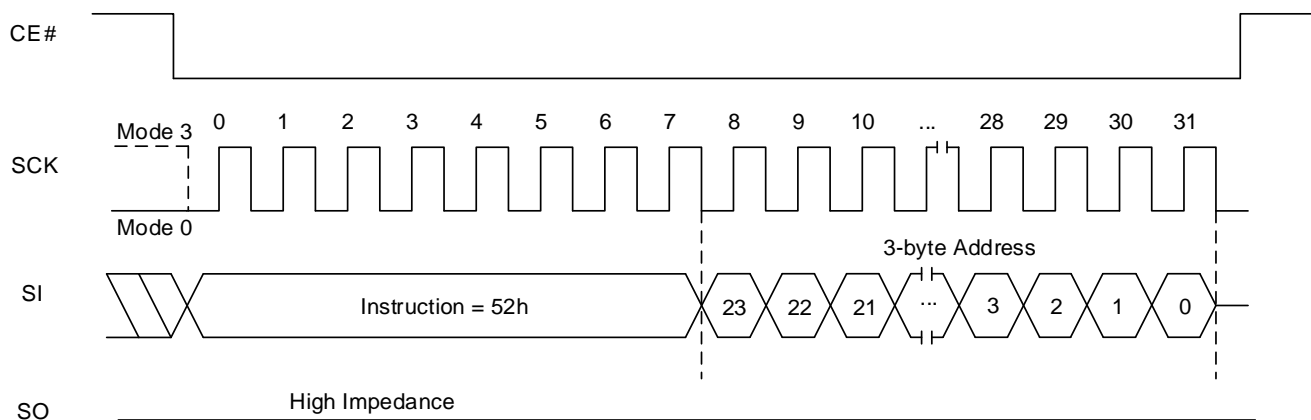 CE#
Mode 3
0 1 2 3 4 5 6 7 8 9 10 ... 28 29 30 31
SCK
Mode 0
3-byte Address
SI
Instruction = 52h
23 22 21 ... 3 2 1 0
High Impedance
SO